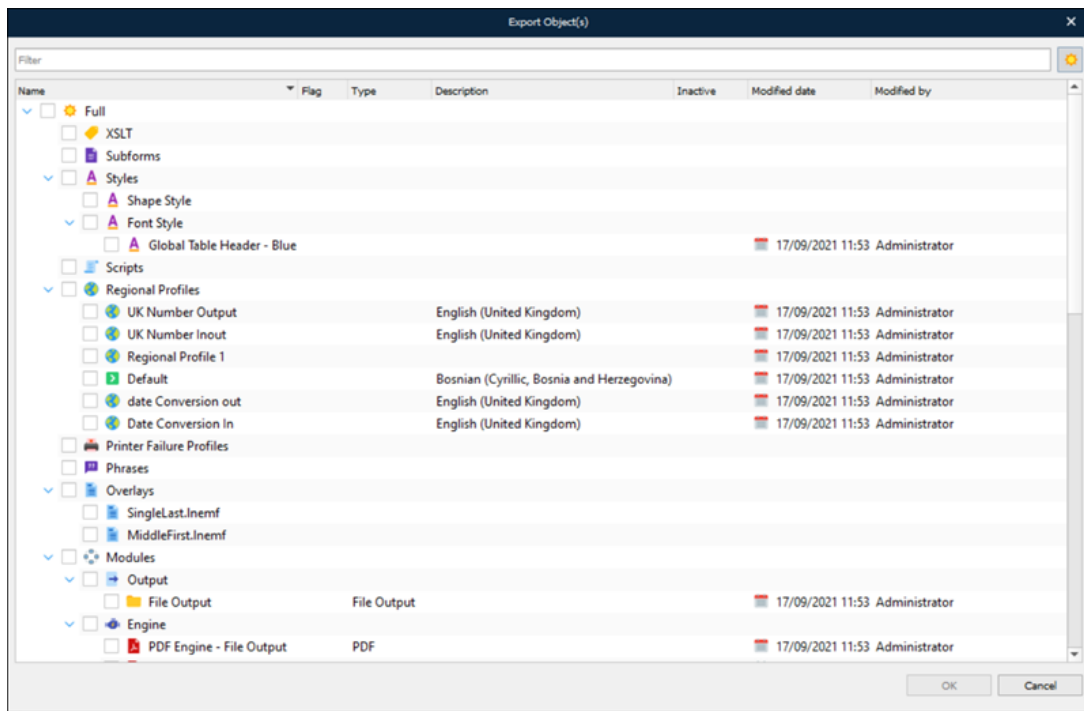 Export Object(s)
Filter
Name Flag Type Description Inactive Modified date Modified by
Full
XSLT
Subforms
Styles
Shape Style
Font Style
Global Table Header - Blue 17/09/2021 11:53 Administrator
Scripts
Regional Profiles
UK Number Output English (United Kingdom) 17/09/2021 11:53 Administrator
UK Number Inout English (United Kingdom) 17/09/2021 11:53 Administrator
Regional Profile 1 17/09/2021 11:53 Administrator
Default Bosnian (Cyrillic, Bosnia and Herzegovina) 17/09/2021 11:53 Administrator
date Conversion out English (United Kingdom) 17/09/2021 11:53 Administrator
Date Conversion In English (United Kingdom) 17/09/2021 11:53 Administrator
Printer Failure Profiles
Phrases
Overlays
SingleLast.lnemf
MiddleFirst.lnemf
Modules
Output
File Output File Output 17/09/2021 11:53 Administrator
Engine
PDF Engine - File Output PDF 17/09/2021 11:53 Administrator
OK Cancel